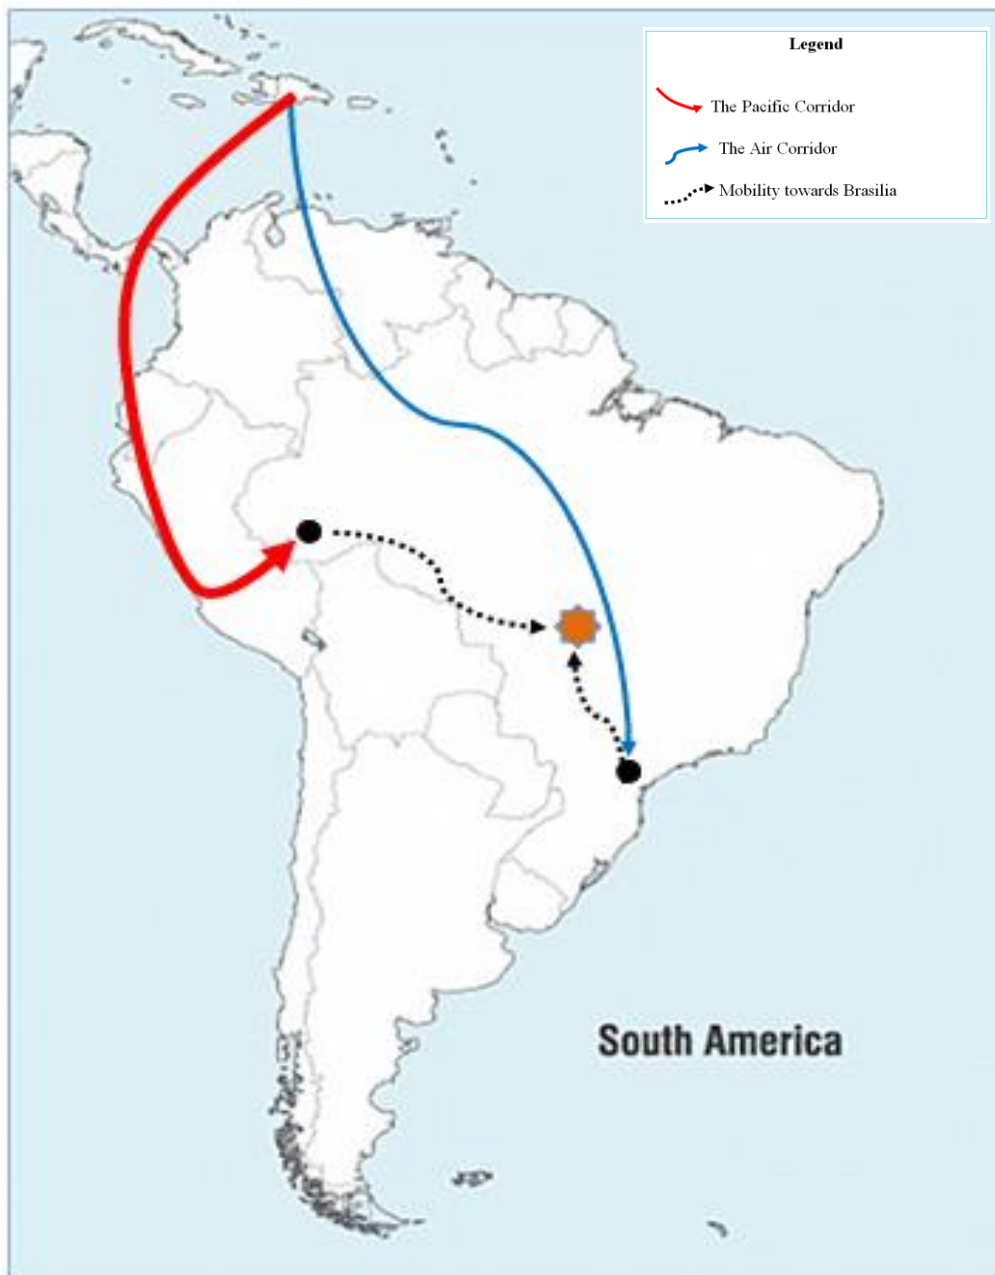 Legend
The Pacific Corridor
The Air Corridor
Mobility towards Brasilia
South America